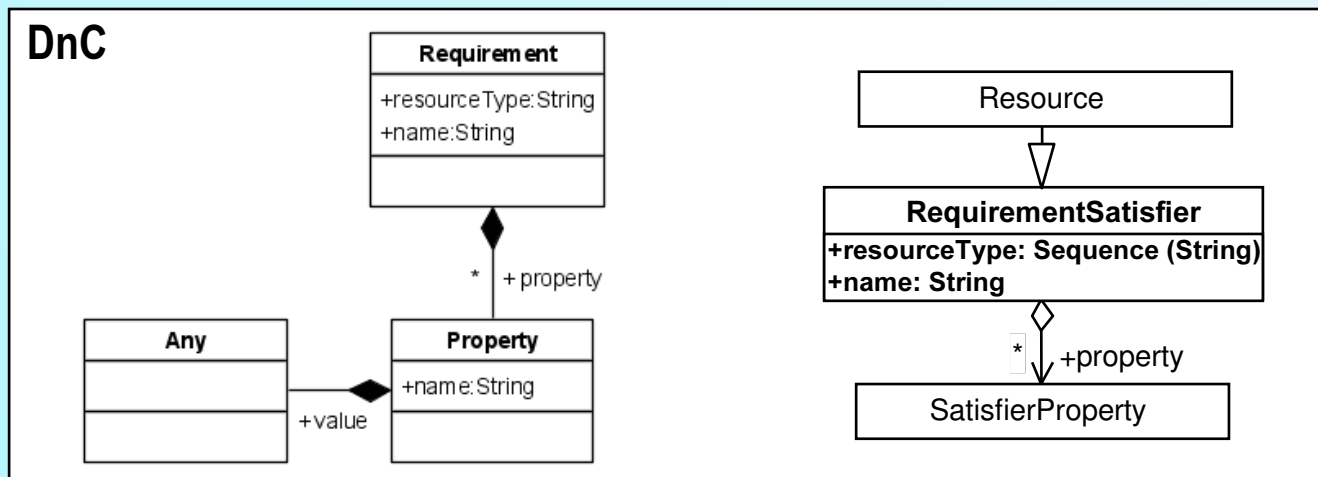 DnC
Requirement
+resourceType:String
+name:String
*
+ property
Any
Property
+name:String
+value
Resource
RequirementSatisfier
+resourceType: Sequence (String)
+name: String
*
+property
SatisfierProperty